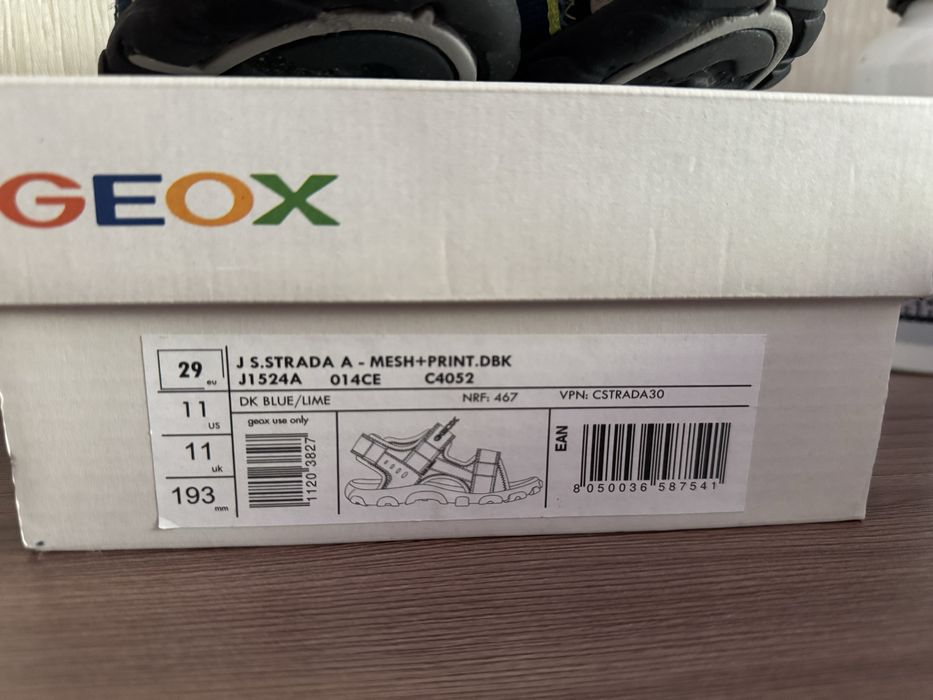 GEOX
29 eu
J S.STRADA A - MESH+PRINT.DBK
J1524A 014CE C4052
11 US
DK BLUE/LIME NRF: 467 VPN: CSTRADA30
geox use only
11 uk
193 mm
1120 3827
GEOX
EAN
8 050036 587541